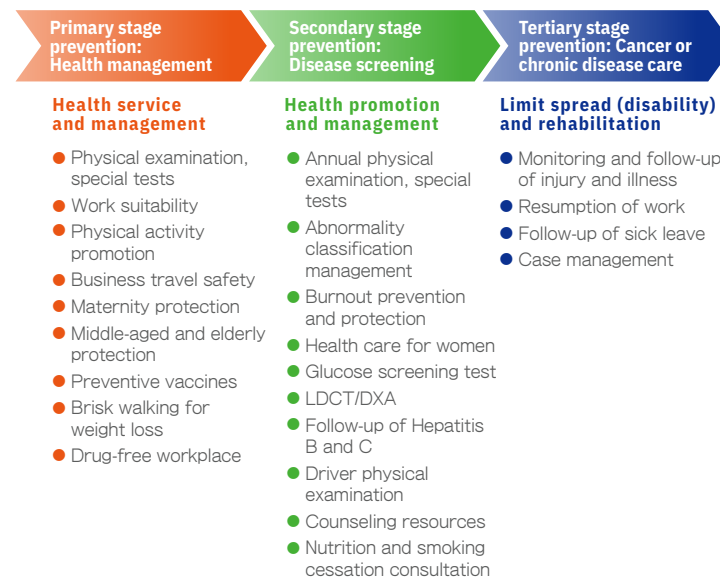 Primary stage
prevention:
Health management
Secondary stage
prevention:
Disease screening
Tertiary stage
prevention: Cancer or
chronic disease care
Health service
and management
Physical examination,
special tests
Work suitability
Physical activity
promotion
Business travel safety
Maternity protection
Middle-aged and elderly
protection
Preventive vaccines
Brisk walking for
weight loss
Drug-free workplace
Health promotion
and management
Annual physical
examination, special
tests
Abnormality
classification
management
Burnout prevention
and protection
Health care for women
Glucose screening test
LDCT/DXA
Follow-up of Hepatitis
B and C
Driver physical
examination
Counseling resources
Nutrition and smoking
cessation consultation
Limit spread (disability)
and rehabilitation
Monitoring and follow-up
of injury and illness
Resumption of work
Follow-up of sick leave
Case management